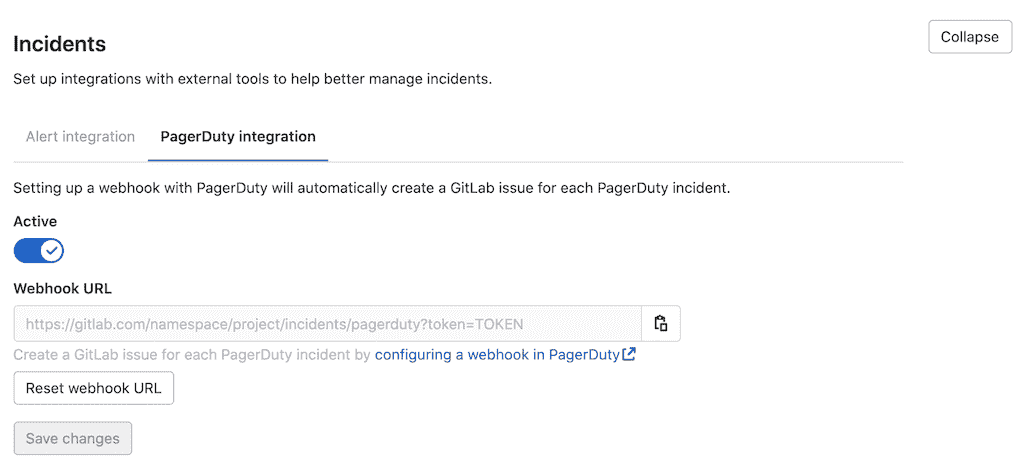 Incidents
Collapse
Set up integrations with external tools to help better manage incidents.
Alert integration PagerDuty integration
Setting up a webhook with PagerDuty will automatically create a GitLab issue for each PagerDuty incident.
Active
Webhook URL
https://gitlab.com/namespace/project/incidents/pagerduty?token=TOKEN
Create a GitLab issue for each PagerDuty incident by configuring a webhook in PagerDuty
Reset webhook URL
Save changes